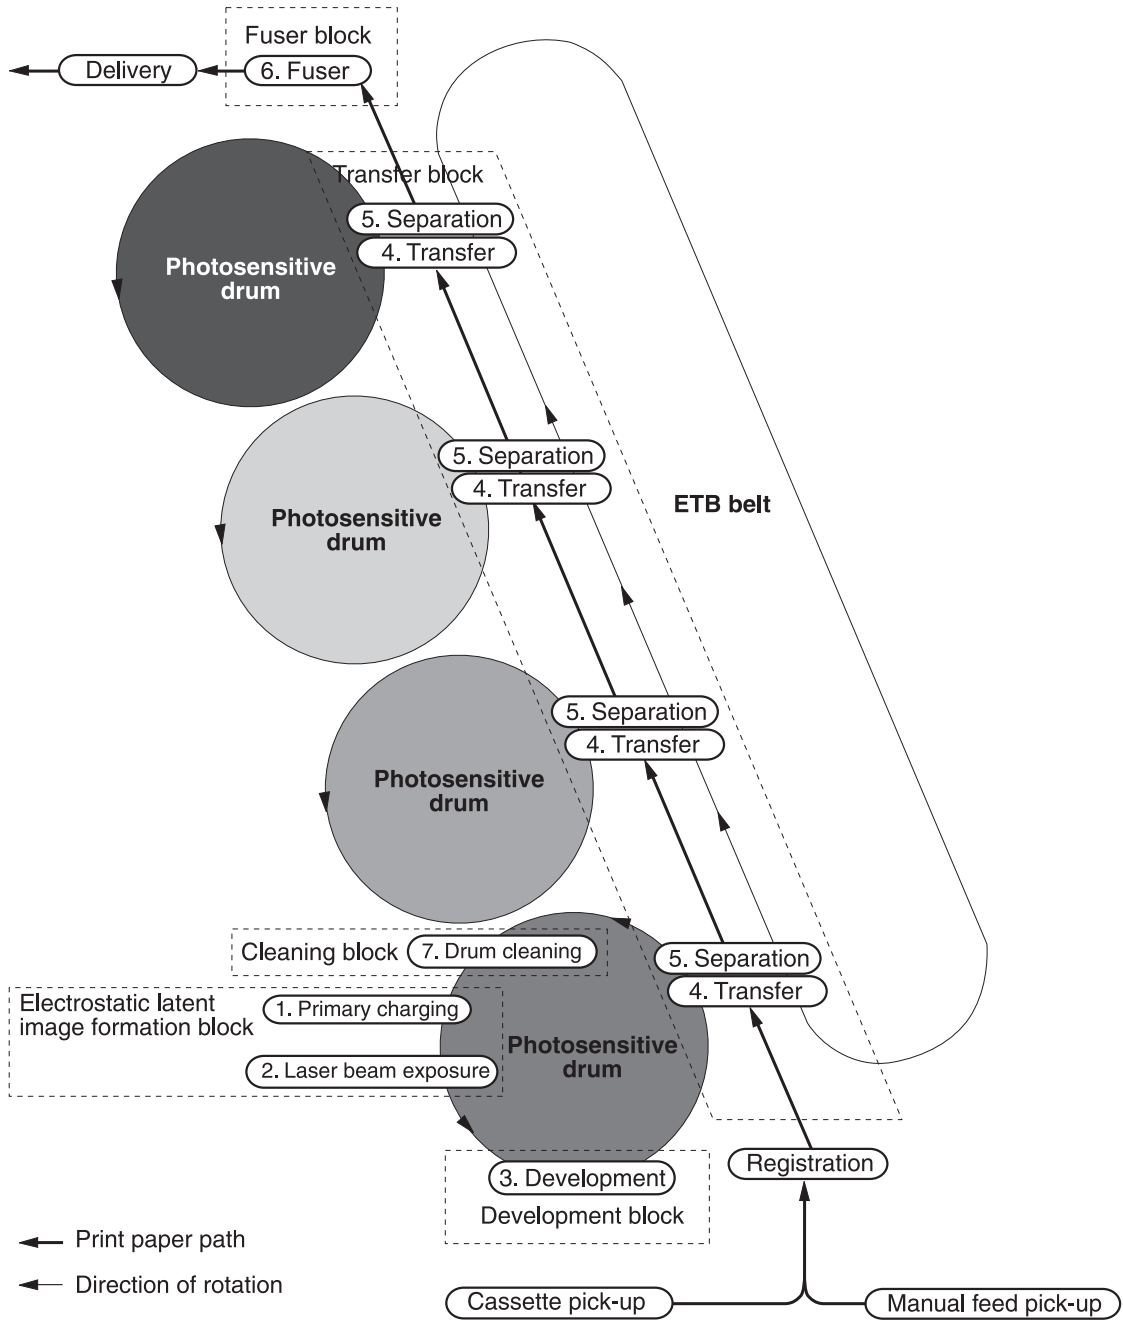 Fuser block
Delivery
6. Fuser
Transfer block
5. Separation
4. Transfer
Photosensitive
drum
5. Separation
4. Transfer
ETB belt
Photosensitive
drum
5. Separation
4. Transfer
Photosensitive
drum
Cleaning block
7. Drum cleaning
5. Separation
4. Transfer
Electrostatic latent
image formation block
1. Primary charging
Photosensitive
drum
2. Laser beam exposure
Registration
3. Development
Development block
Print paper path
Direction of rotation
Cassette pick-up
Manual feed pick-up